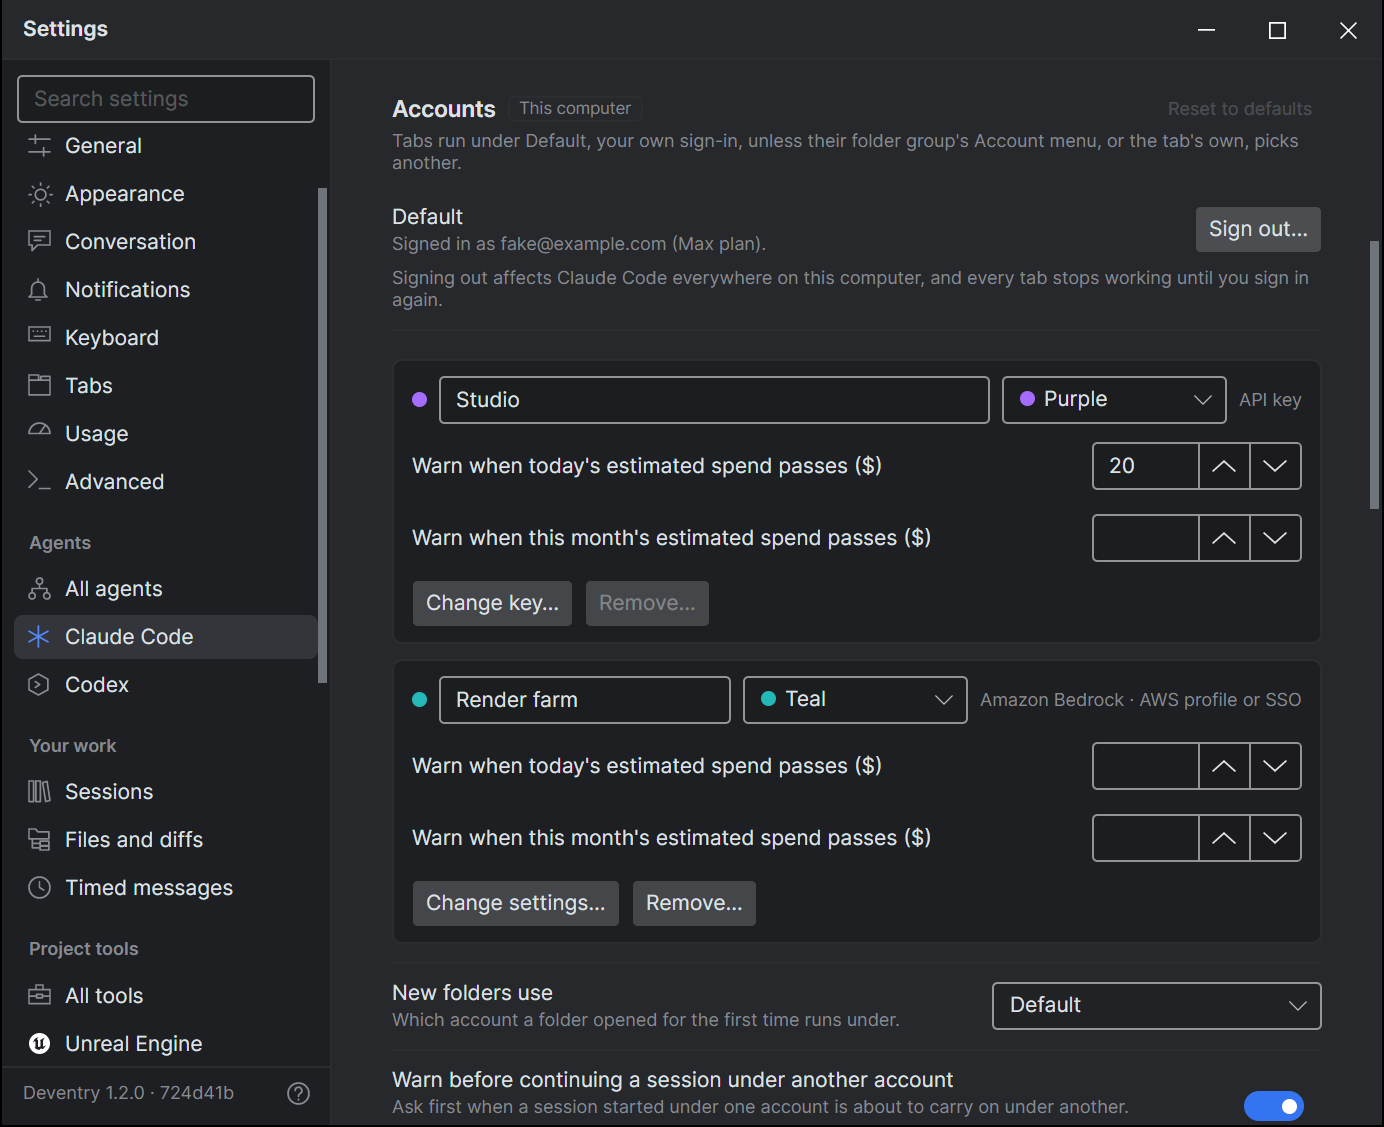 Settings
Search settings
General
Appearance
Conversation
Notifications
Keyboard
Tabs
Usage
Advanced
Agents
All agents
Claude Code
Codex
Your work
Sessions
Files and diffs
Timed messages
Project tools
All tools
Unreal Engine
Deventry 1.2.0 · 724d41b
Accounts
This computer
Reset to defaults
Tabs run under Default, your own sign-in, unless their folder group's Account menu, or the tab's own, picks
another.
Default
Signed in as fake@example.com (Max plan).
Sign out...
Signing out affects Claude Code everywhere on this computer, and every tab stops working until you sign in
again.
Studio
Purple
API key
Warn when today's estimated spend passes ($)
20
Warn when this month's estimated spend passes ($)
Change key...
Remove...
Render farm
Teal
Amazon Bedrock · AWS profile or SSO
Warn when today's estimated spend passes ($)
Warn when this month's estimated spend passes ($)
Change settings...
Remove...
New folders use
Which account a folder opened for the first time runs under.
Default
Warn before continuing a session under another account
Ask first when a session started under one account is about to carry on under another.